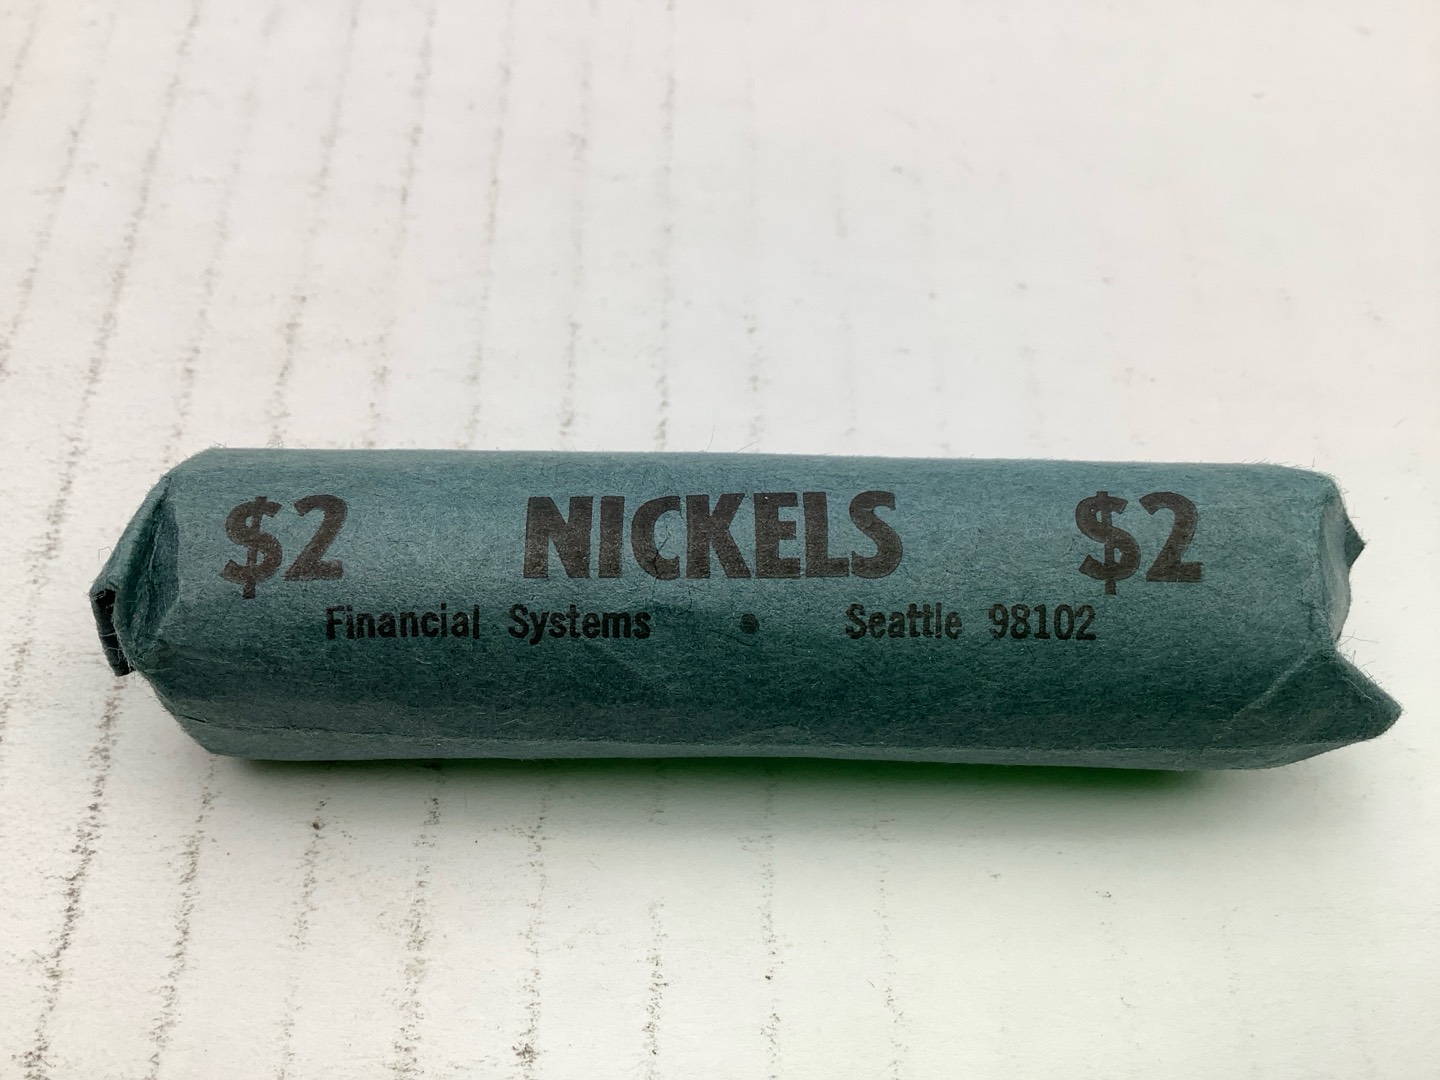 $2 NICKELS $2
Financial Systems • Seattle 98102